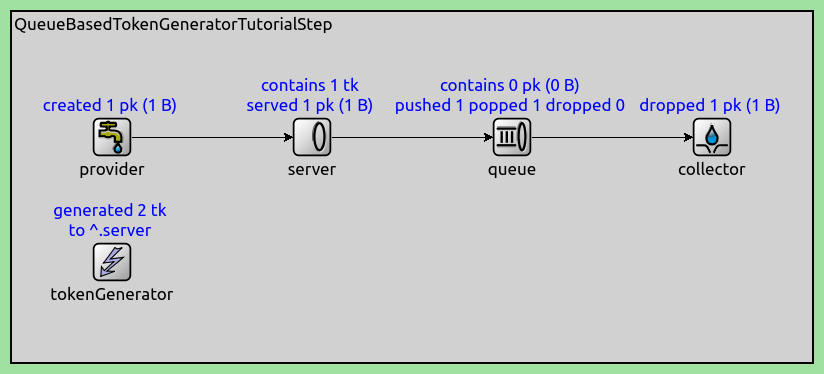 QueueBasedTokenGeneratorTutorialStep
created 1 pk (1 B)
contains 1 tk
served 1 pk (1 B)
contains 0 pk (0 B)
pushed 1 popped 1 dropped 0
dropped 1 pk (1 B)
provider
server
queue
collector
generated 2 tk
to ^.server
tokenGenerator